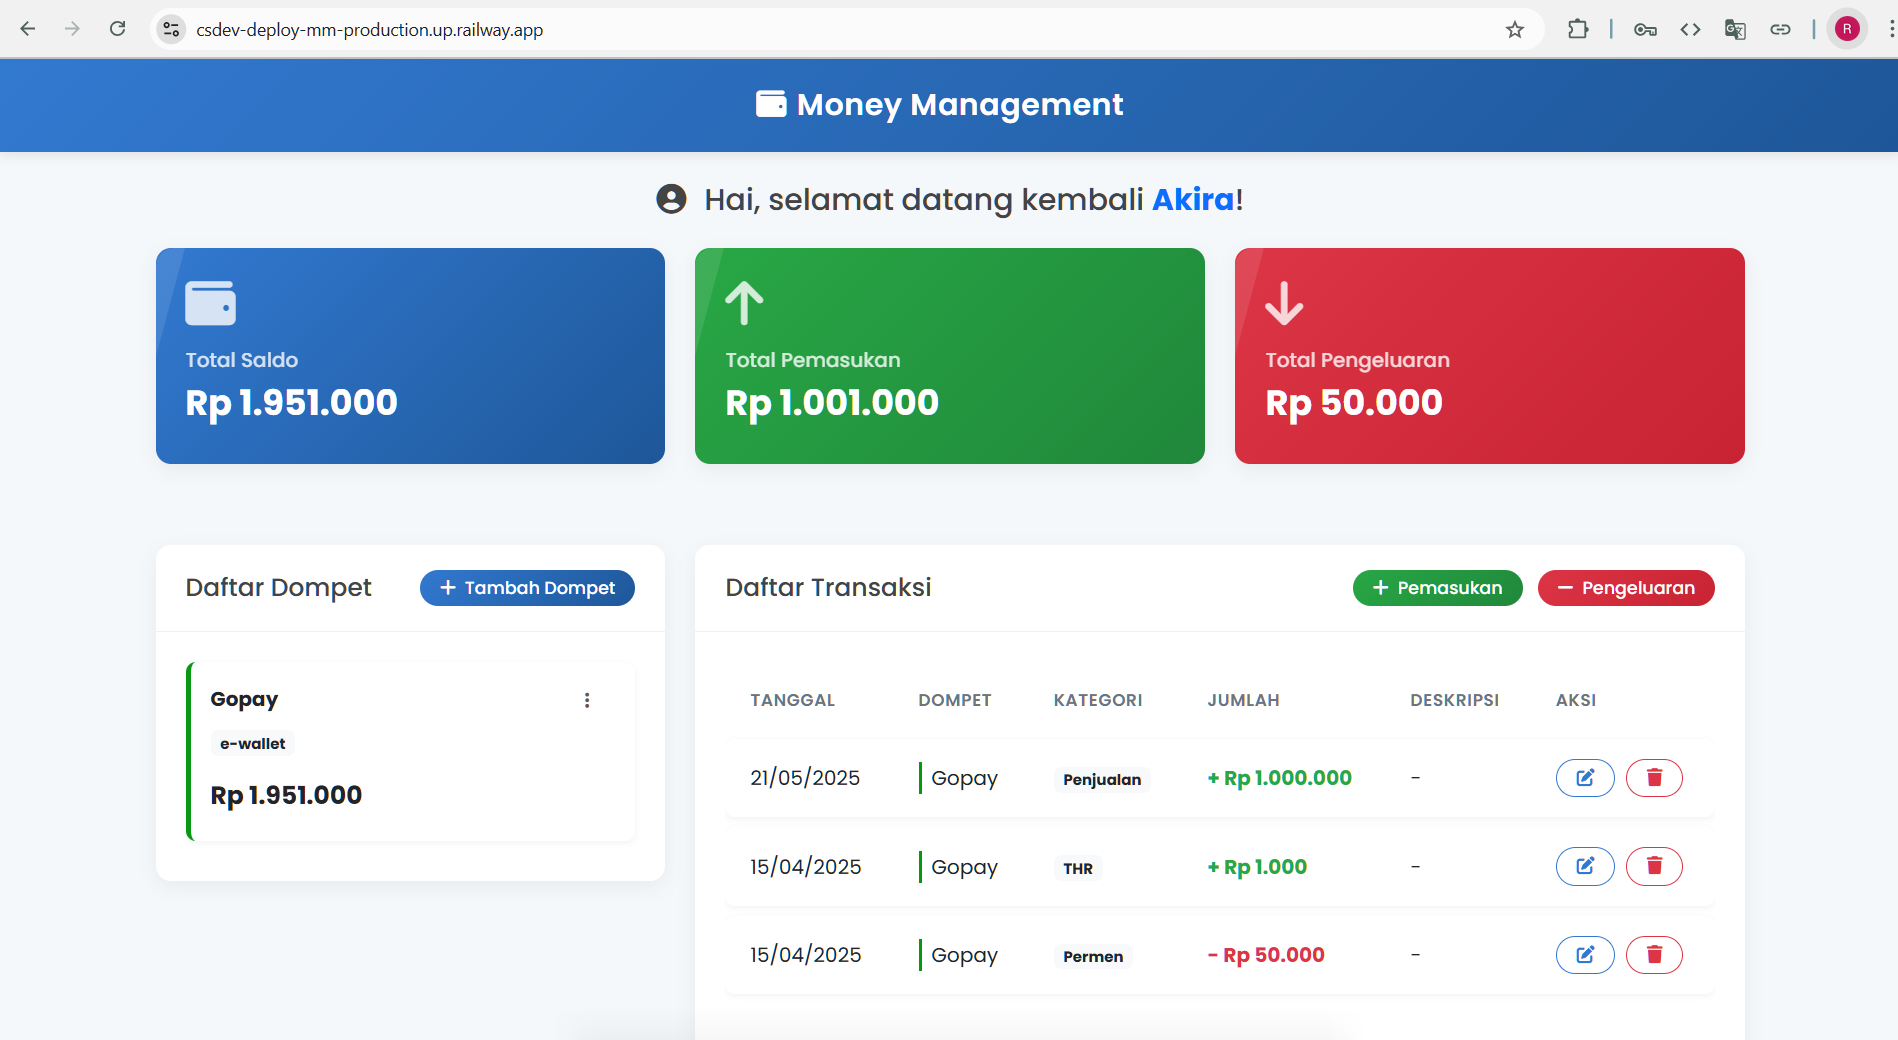 csdev-deploy-mm-production.up.railway.app
R
Money Management
Hai, selamat datang kembali Akira!
Total Saldo
Rp 1.951.000
Total Pemasukan
Rp 1.001.000
Total Pengeluaran
Rp 50.000
Daftar Dompet
+ Tambah Dompet
Gopay
e-wallet
Rp 1.951.000
Daftar Transaksi
+ Pemasukan
− Pengeluaran
TANGGAL DOMPET KATEGORI JUMLAH DESKRIPSI AKSI
21/05/2025 Gopay Penjualan + Rp 1.000.000 -
15/04/2025 Gopay THR + Rp 1.000 -
15/04/2025 Gopay Permen - Rp 50.000 -